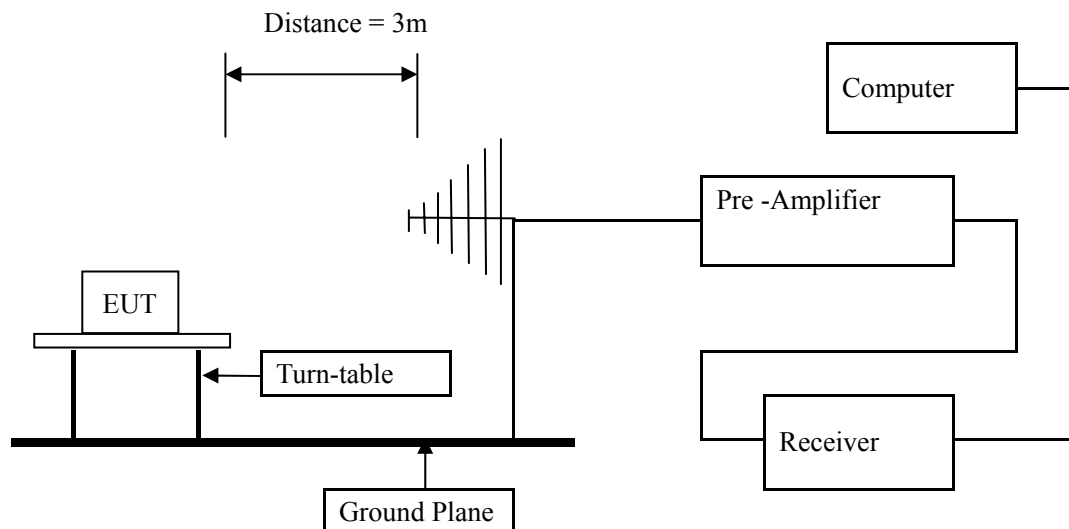 Distance = 3m
Computer
Pre -Amplifier
EUT
Turn-table
Receiver
Ground Plane